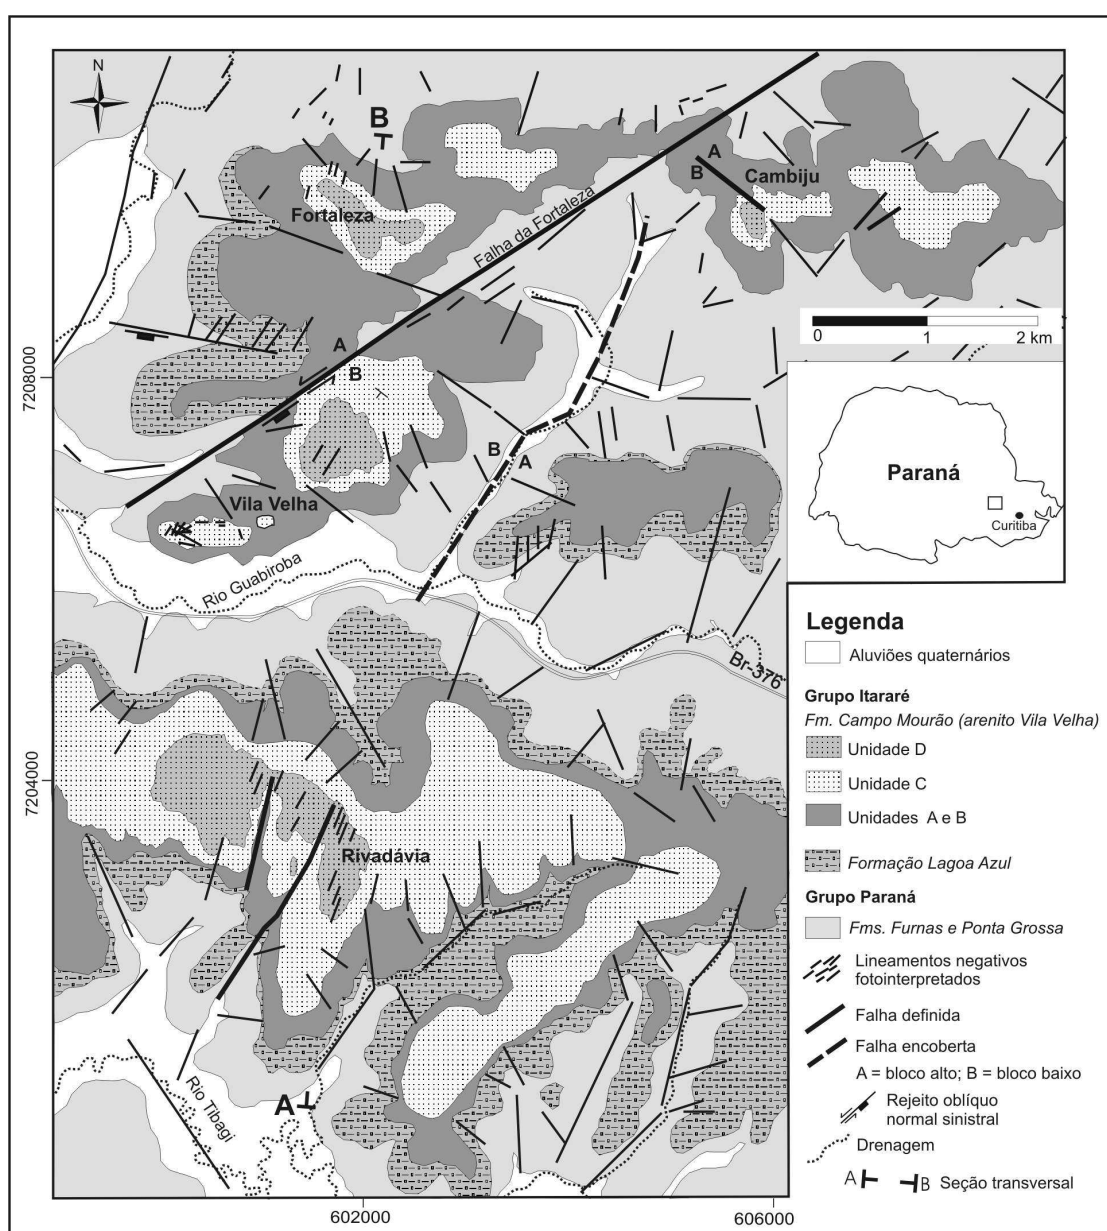 N
B
A
B
Cambiju
Fortaleza
Falha da Fortaleza
0
1
2 km
A
B
7208000
B
A
Paraná
Curitiba
Vila Velha
Rio Guabiroba
Br-376
Legenda
Aluviões quaternários
Grupo Itararé
Fm. Campo Mourão (arenito Vila Velha)
Unidade D
Unidade C
Unidades A e B
Formação Lagoa Azul
Grupo Paraná
Fms. Furnas e Ponta Grossa
Lineamentos negativos
fotointerpretados
Falha definida
Falha encoberta
A = bloco alto; B = bloco baixo
Rejeito oblíquo
normal sinistral
Drenagem
A B Seção transversal
7204000
Rivadávia
Rio Tibagi
A
602000
606000